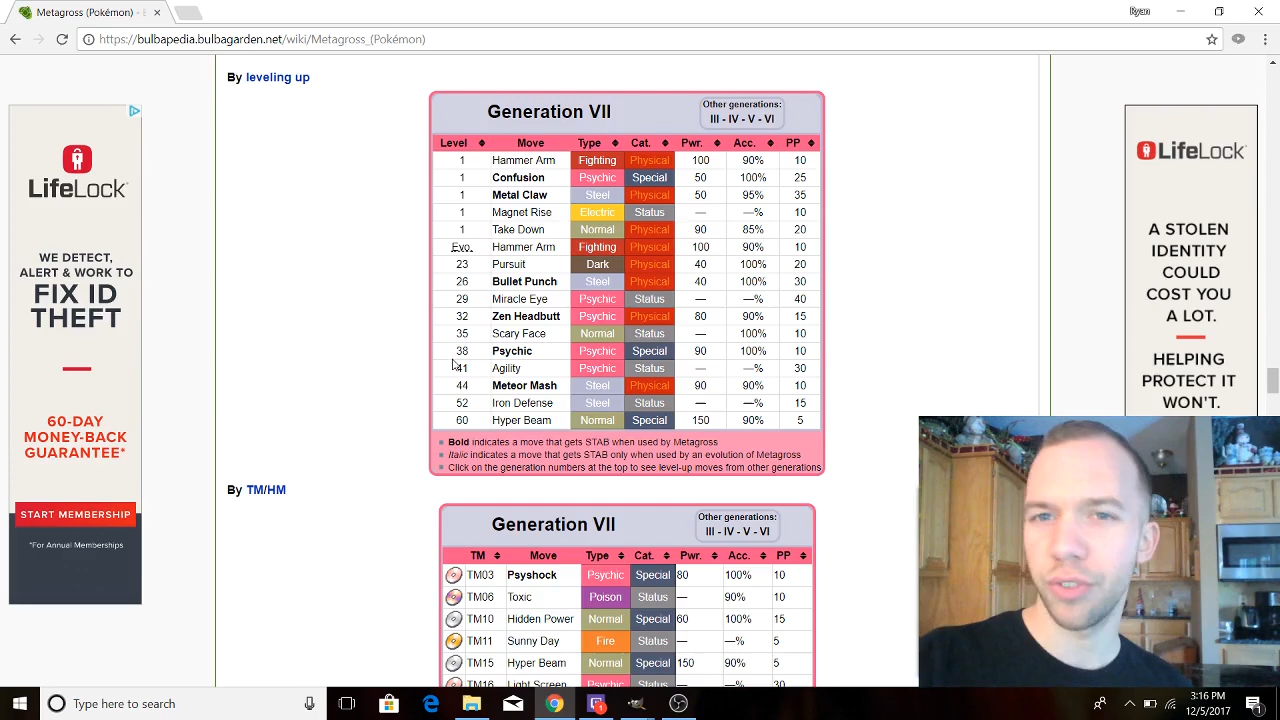 Metagross (Pokémon) -
Ryan
https://bulbapedia.bulbagarden.net/wiki/Metagross_(Pokémon)
By leveling up
Generation VII
Other generations:
III - IV - V - VI
Level Move Type Cat. Pwr. Acc. PP
1 Hammer Arm Fighting Physical 100 90% 10
1 Confusion Psychic Special 50 100% 25
1 Metal Claw Steel Physical 50 95% 35
1 Magnet Rise Electric Status — —% 10
1 Take Down Normal Physical 90 85% 20
Evo. Hammer Arm Fighting Physical 100 90% 10
23 Pursuit Dark Physical 40 100% 20
26 Bullet Punch Steel Physical 40 100% 30
29 Miracle Eye Psychic Status — —% 40
32 Zen Headbutt Psychic Physical 80 90% 15
35 Scary Face Normal Status — 100% 10
38 Psychic Psychic Special 90 100% 10
41 Agility Psychic Status — —% 30
44 Meteor Mash Steel Physical 90 90% 10
52 Iron Defense Steel Status — —% 15
60 Hyper Beam Normal Special 150 90% 5
Bold indicates a move that gets STAB when used by Metagross
Italic indicates a move that gets STAB only when used by an evolution of Metagross
Click on the generation numbers at the top to see level-up moves from other generations
By TM/HM
Generation VII
Other generations:
III - IV - V - VI
TM Move Type Cat. Pwr. Acc. PP
TM03 Psyshock Psychic Special 80 100% 10
TM06 Toxic Poison Status — 90% 10
TM10 Hidden Power Normal Special 60 100% 15
TM11 Sunny Day Fire Status — —% 5
TM15 Hyper Beam Normal Special 150 90% 5
TM16 Light Screen Psychic Status — —% 30
LifeLock
WE DETECT,
ALERT & WORK TO
FIX ID
THEFT
60-DAY
MONEY-BACK
GUARANTEE*
START MEMBERSHIP
*For Annual Memberships
LifeLock
A STOLEN
IDENTITY
COULD
COST YOU
A LOT.
HELPING
PROTECT IT
WON'T.
Type here to search
1
3:16 PM
12/5/2017
1